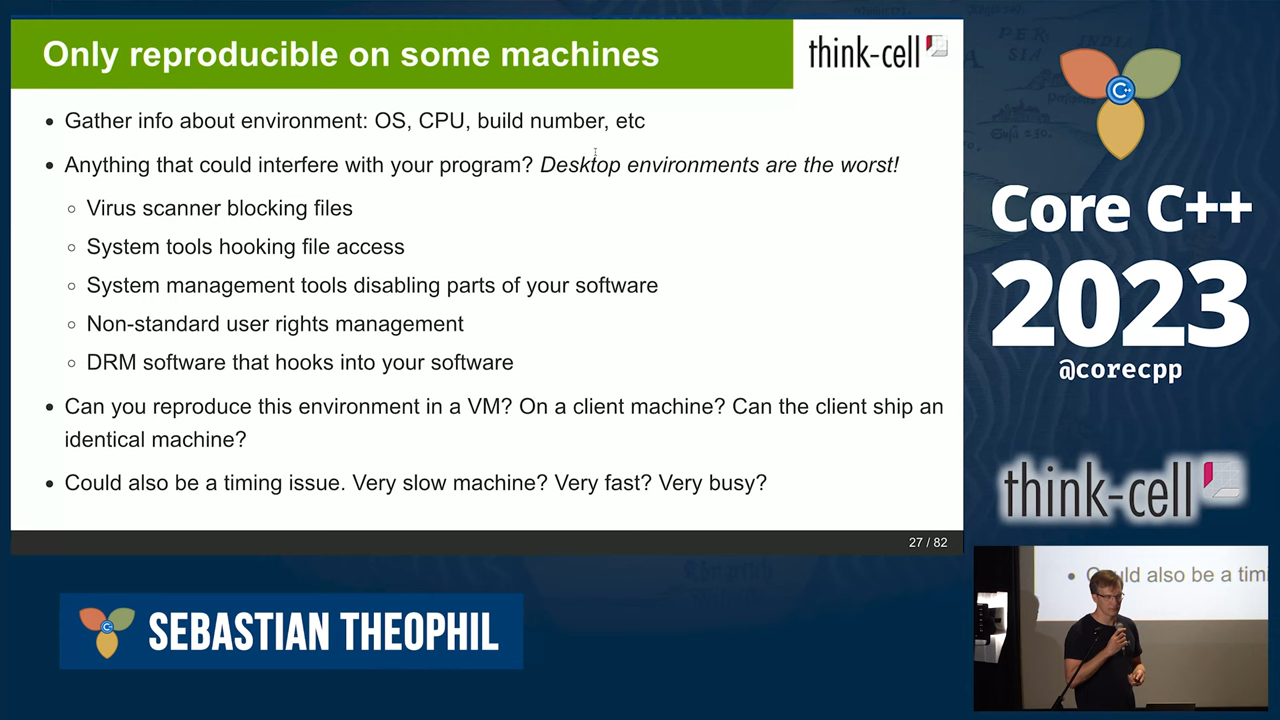 Only reproducible on some machines
think-cell
• Gather info about environment: OS, CPU, build number, etc
• Anything that could interfere with your program? Desktop environments are the worst!
◦ Virus scanner blocking files
◦ System tools hooking file access
◦ System management tools disabling parts of your software
◦ Non-standard user rights management
◦ DRM software that hooks into your software
• Can you reproduce this environment in a VM? On a client machine? Can the client ship an
identical machine?
• Could also be a timing issue. Very slow machine? Very fast? Very busy?
27 / 82
PERSIA
INDIA
C++
Core C++
2023
@corecpp
think-cell
• Could also be a timi
C++
SEBASTIAN THEOPHIL